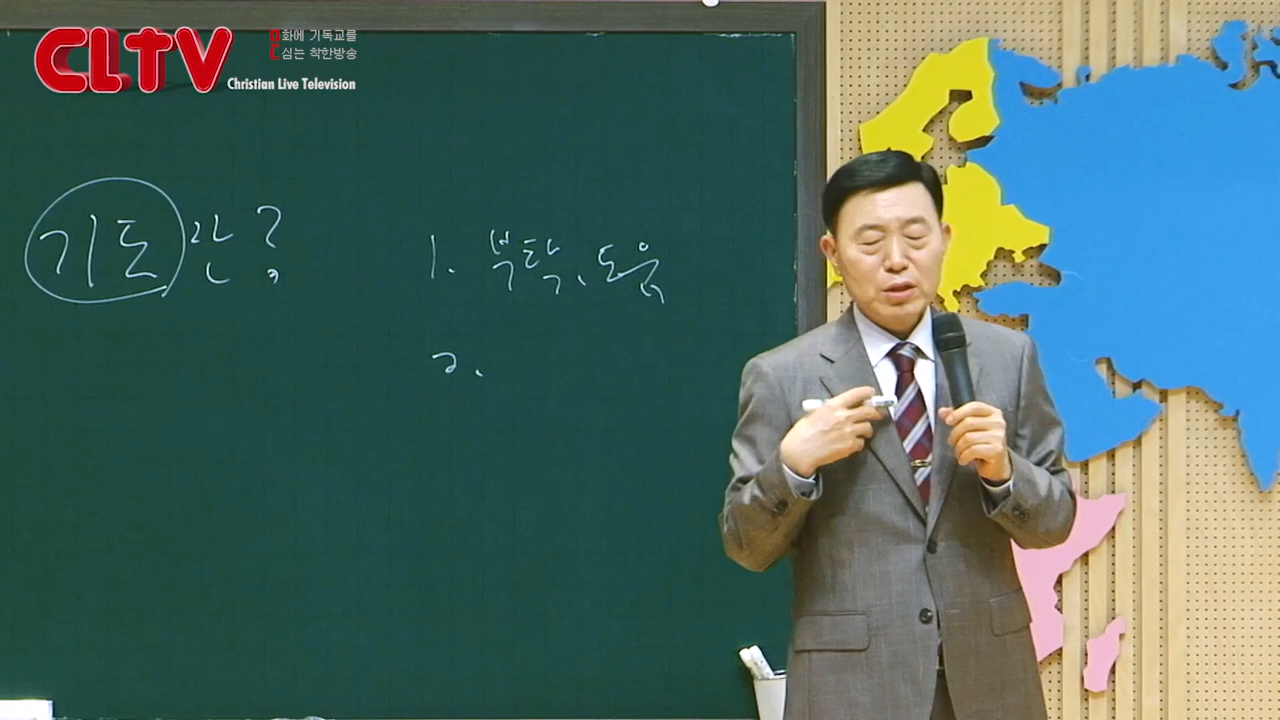 CLTV
문화에 기독교를
심는 착한방송
Christian Live Television
기도란?
1. 부탁, 도움
2.